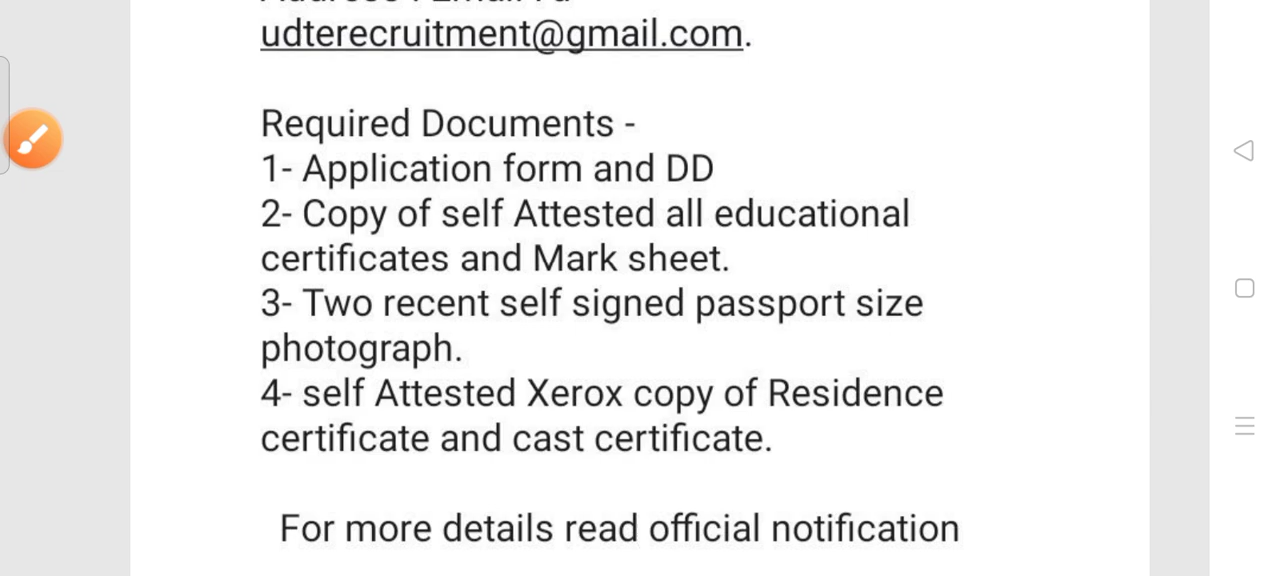 udterecruitment@gmail.com.
Required Documents -
1- Application form and DD
2- Copy of self Attested all educational
certificates and Mark sheet.
3- Two recent self signed passport size
photograph.
4- self Attested Xerox copy of Residence
certificate and cast certificate.
For more details read official notification